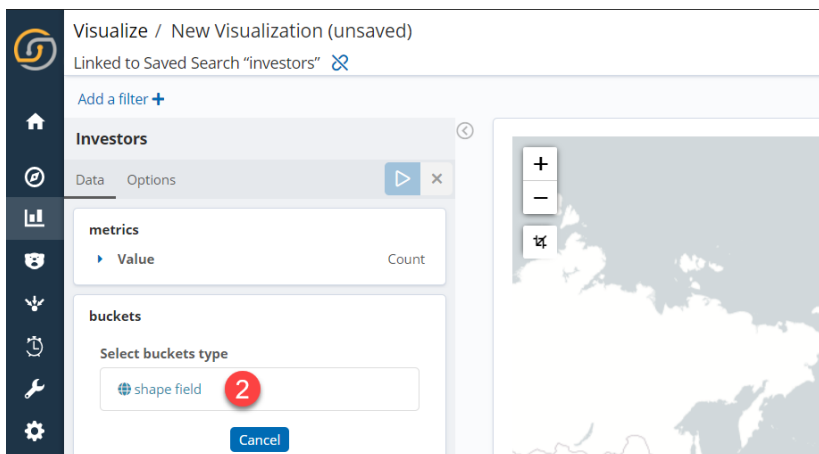 Visualize / New Visualization (unsaved)
Linked to Saved Search “investors”
Add a filter +
Investors
Data Options
metrics
Value Count
buckets
Select buckets type
shape field 2
Cancel
+
−